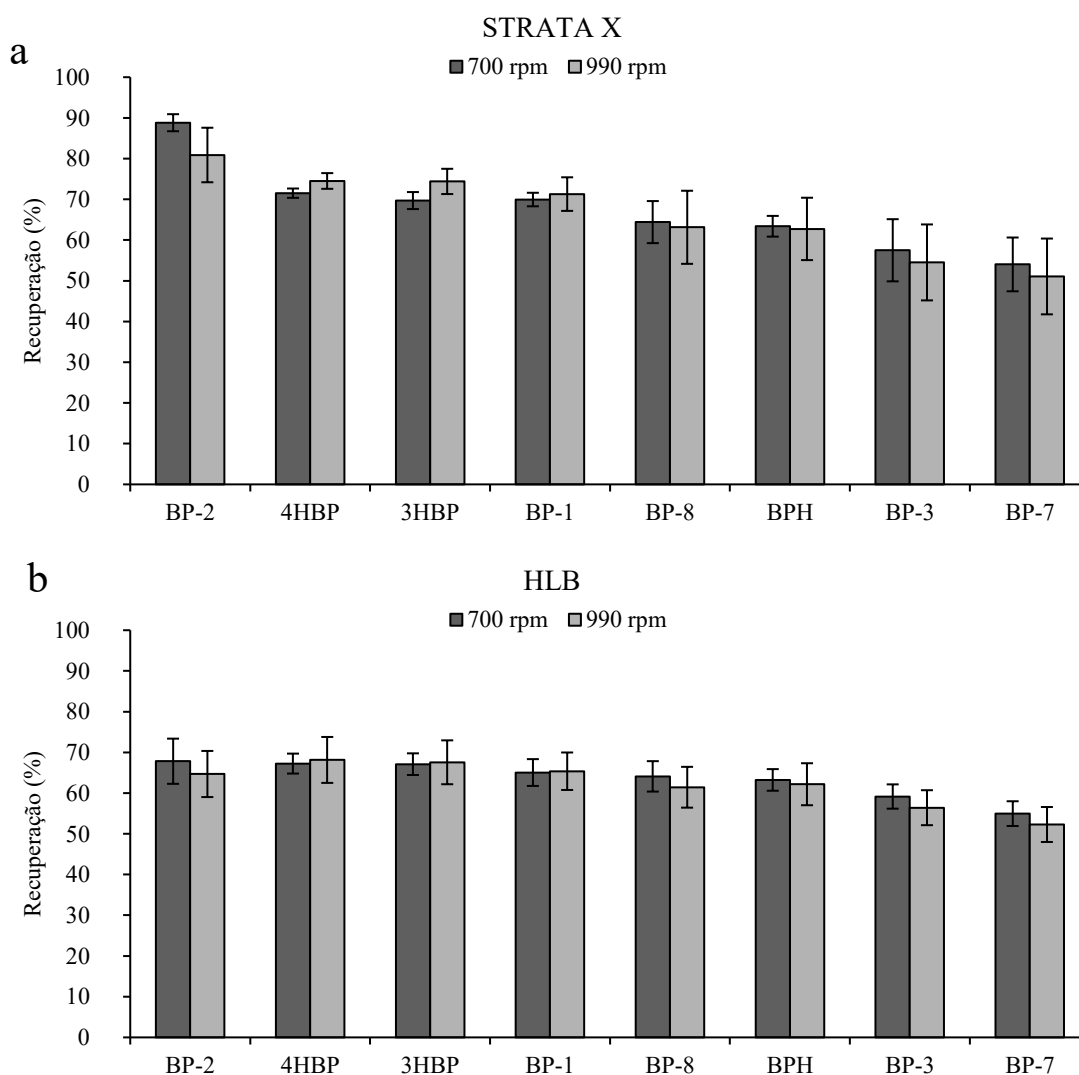 a
STRATA X
700 rpm 990 rpm
100
90
80
70
60
50
40
30
20
10
0
Recuperação (%)
BP-2 4HBP 3HBP BP-1 BP-8 BPH BP-3 BP-7
b
HLB
700 rpm 990 rpm
100
90
80
70
60
50
40
30
20
10
0
Recuperação (%)
BP-2 4HBP 3HBP BP-1 BP-8 BPH BP-3 BP-7